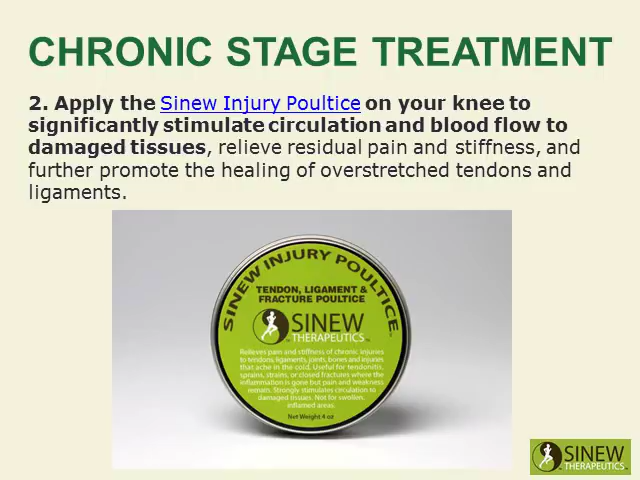 CHRONIC STAGE TREATMENT
2. Apply the Sinew Injury Poultice on your knee to
significantly stimulate circulation and blood flow to
damaged tissues, relieve residual pain and stiffness, and
further promote the healing of overstretched tendons and
ligaments.
SINEW INJURY POULTICE
TENDON, LIGAMENT &
FRACTURE POULTICE
SINEW
THERAPEUTICS
Relieves pain and stiffness of chronic injuries
to tendons, ligaments, joints, bones and injuries
that ache in the cold. Useful for tendonitis,
sprains, strains, or closed fractures where the
inflammation is gone but pain and weakness
remain. Strongly stimulates circulation to
damaged tissues. Not for swollen,
inflamed areas.
Net Weight 4 oz
SINEW
THERAPEUTICS